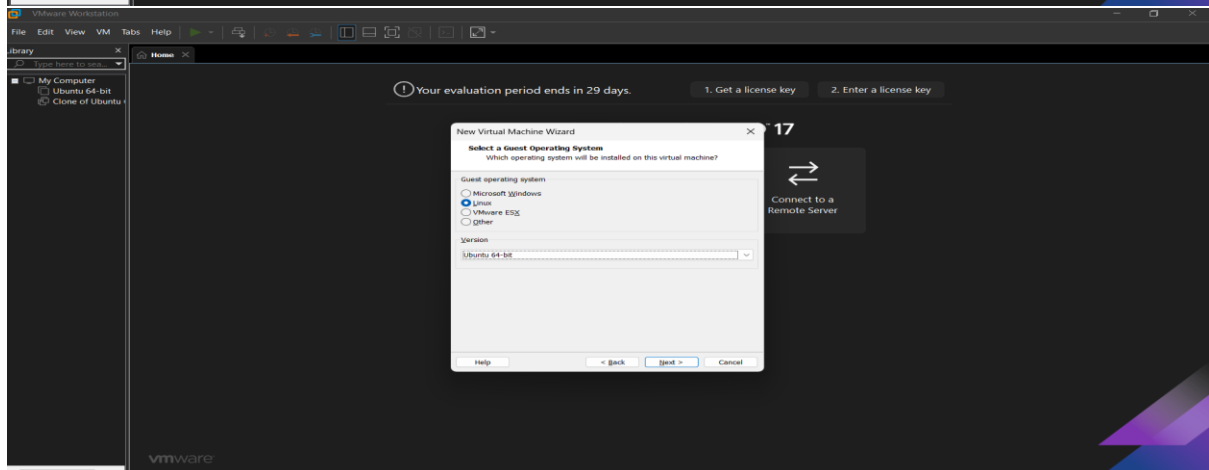 VMware Workstation
File Edit View VM Tabs Help
Library
Home
Type here to sea...
My Computer
Ubuntu 64-bit
Clone of Ubuntu
Your evaluation period ends in 29 days.
1. Get a license key
2. Enter a license key
17
New Virtual Machine Wizard
Select a Guest Operating System
Which operating system will be installed on this virtual machine?
Guest operating system
Microsoft Windows
Linux
VMware ESX
Other
Version
Ubuntu 64-bit
Connect to a
Remote Server
Help
< Back
Next >
Cancel
vmware